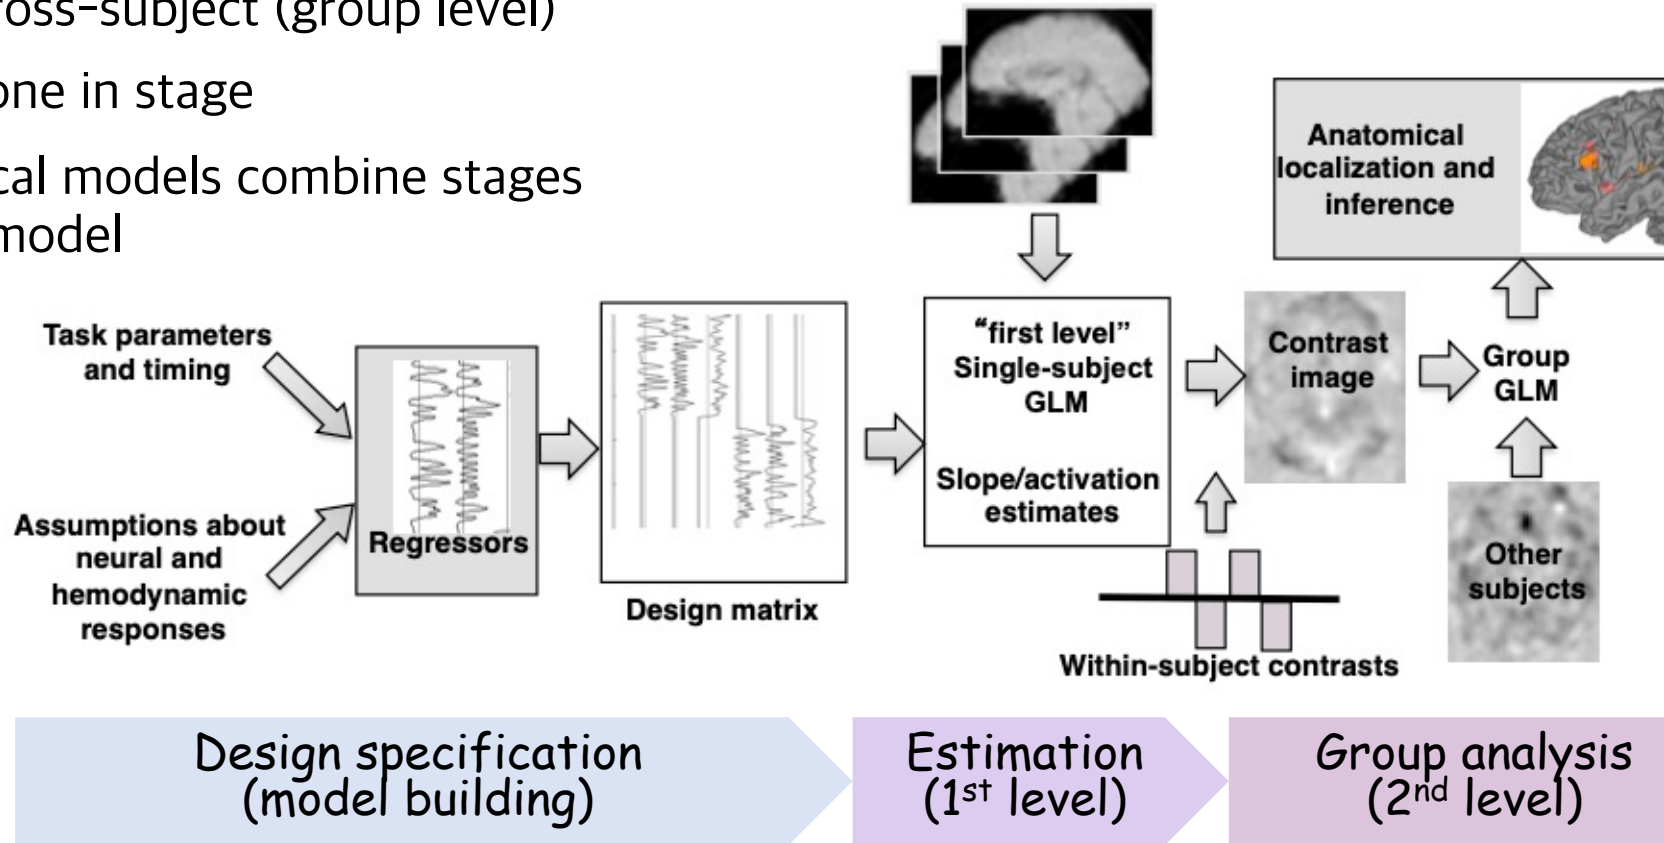 ross-subject (group level)
one in stage
cal models combine stages
model
Task parameters
and timing
Assumptions about
neural and
hemodynamic
responses
Regressors
Design matrix
“first level”
Single-subject
GLM
Slope/activation
estimates
Within-subject contrasts
Contrast
image
Group
GLM
Other
subjects
Anatomical
localization and
inference
Design specification
(model building)
Estimation
(1st level)
Group analysis
(2nd level)